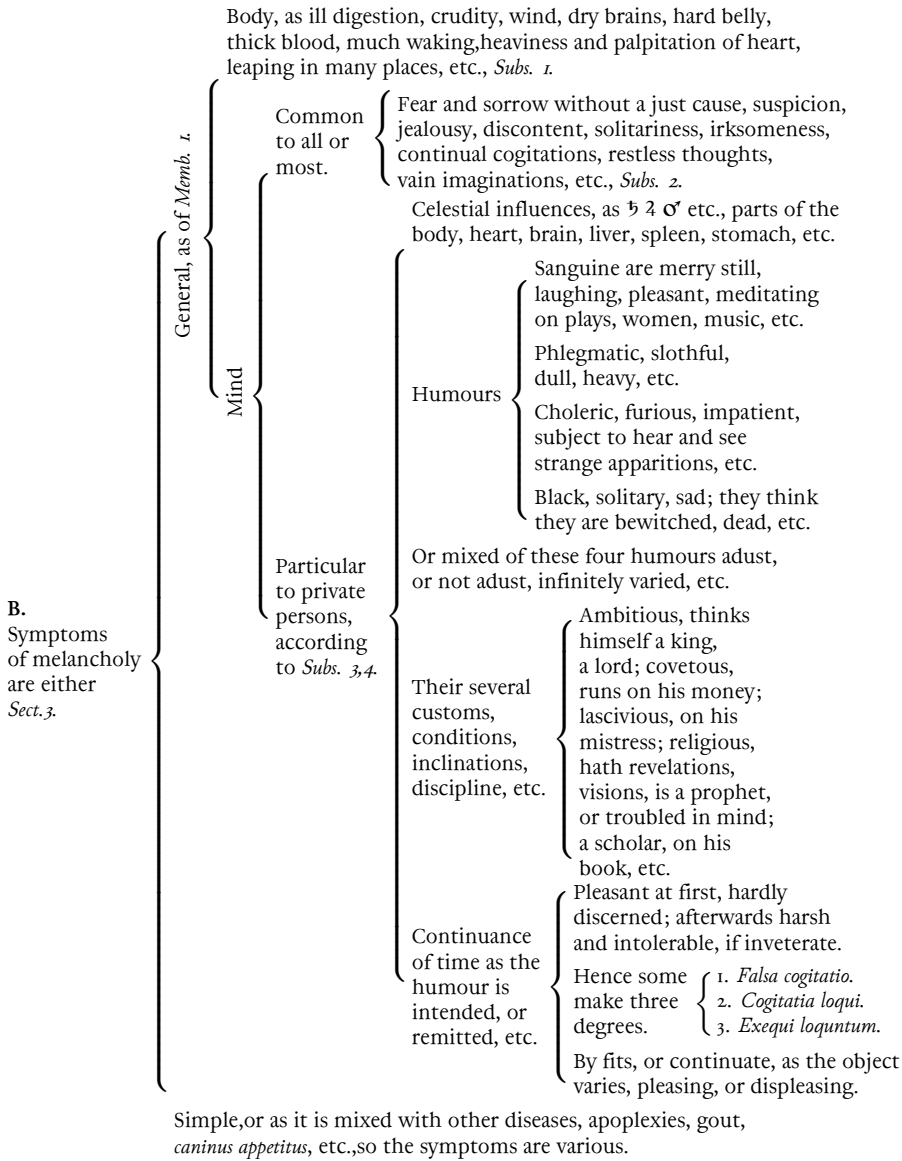 Body, as ill digestion, crudity, wind, dry brains, hard belly,
thick blood, much waking,heaviness and palpitation of heart,
leaping in many places, etc., Subs. 1.
General, as of Memb. 1.
Common
to all or
most.
Fear and sorrow without a just cause, suspicion,
jealousy, discontent, solitariness, irksomeness,
continual cogitations, restless thoughts,
vain imaginations, etc., Subs. 2.
Mind
Celestial influences, as ♄ ♃ ♂ etc., parts of the
body, heart, brain, liver, spleen, stomach, etc.
Humours
Sanguine are merry still,
laughing, pleasant, meditating
on plays, women, music, etc.
Phlegmatic, slothful,
dull, heavy, etc.
Choleric, furious, impatient,
subject to hear and see
strange apparitions, etc.
Black, solitary, sad; they think
they are bewitched, dead, etc.
Particular
to private
persons,
according
to Subs. 3,4.
Or mixed of these four humours adust,
or not adust, infinitely varied, etc.
B.
Symptoms
of melancholy
are either
Sect.3.
Their several
customs,
conditions,
inclinations,
discipline, etc.
Ambitious, thinks
himself a king,
a lord; covetous,
runs on his money;
lascivious, on his
mistress; religious,
hath revelations,
visions, is a prophet,
or troubled in mind;
a scholar, on his
book, etc.
Continuance
of time as the
humour is
intended, or
remitted, etc.
Pleasant at first, hardly
discerned; afterwards harsh
and intolerable, if inveterate.
Hence some
make three
degrees.
1. Falsa cogitatio.
2. Cogitatia loqui.
3. Exequi loquntum.
By fits, or continuate, as the object
varies, pleasing, or displeasing.
Simple,or as it is mixed with other diseases, apoplexies, gout,
caninus appetitus, etc.,so the symptoms are various.